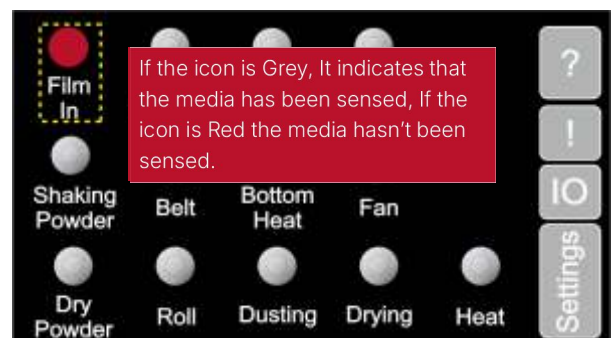 Film
In
If the icon is Grey, It indicates that
the media has been sensed, If the
icon is Red the media hasn't been
sensed.
?
!
IO
Settings
Shaking
Powder
Belt
Bottom
Heat
Fan
Dry
Powder
Roll
Dusting
Drying
Heat